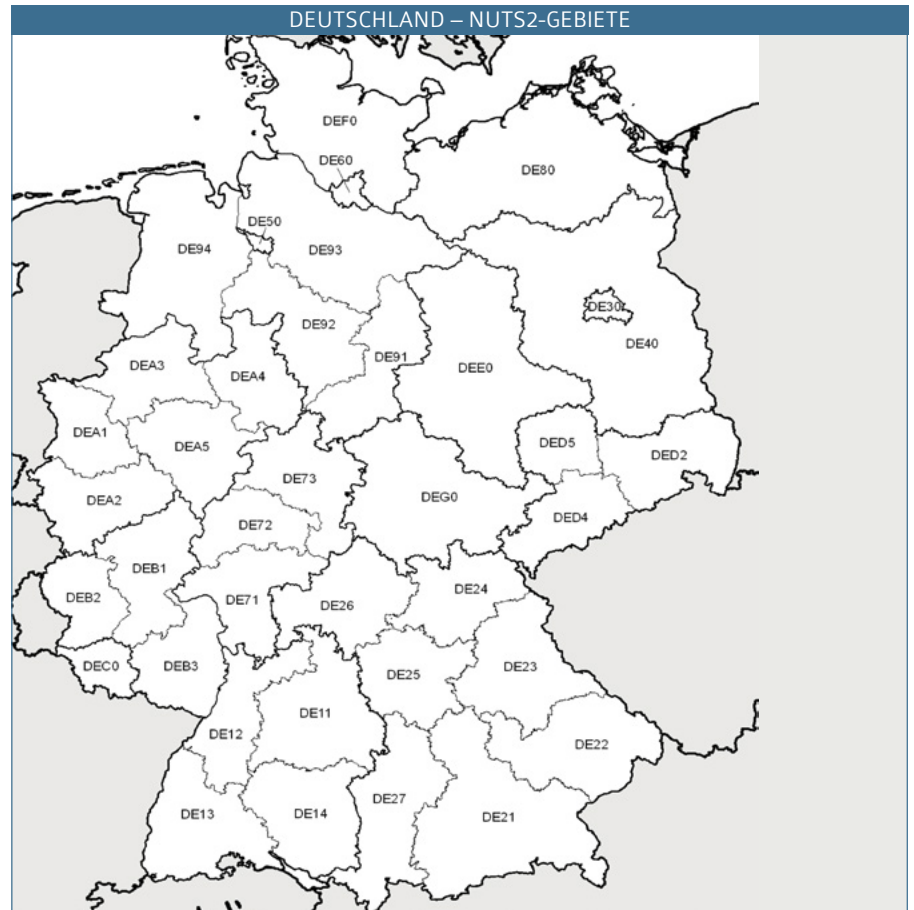 DEUTSCHLAND – NUTS2-GEBIETE
DEF0
DE60
DE80
DE50
DE94
DE93
DE30
DE92
DE40
DE91
DEA3
DEE0
DEA4
DEA1
DEA5
DED5
DED2
DE73
DEA2
DEG0
DED4
DE72
DEB1
DE24
DEB2
DE71
DE26
DEC0
DEB3
DE23
DE25
DE11
DE12
DE22
DE27
DE13
DE14
DE21